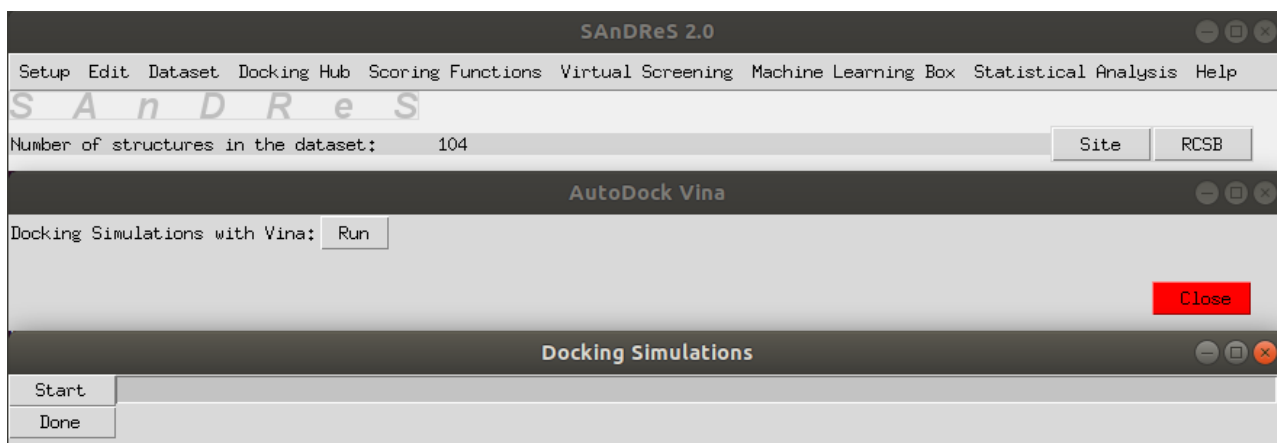 SAnDReS 2.0
Setup Edit Dataset Docking Hub Scoring Functions Virtual Screening Machine Learning Box Statistical Analysis Help
S A n D R e S
Number of structures in the dataset: 104 Site RCSB
AutoDock Vina
Docking Simulations with Vina: Run
Close
Docking Simulations
Start
Done